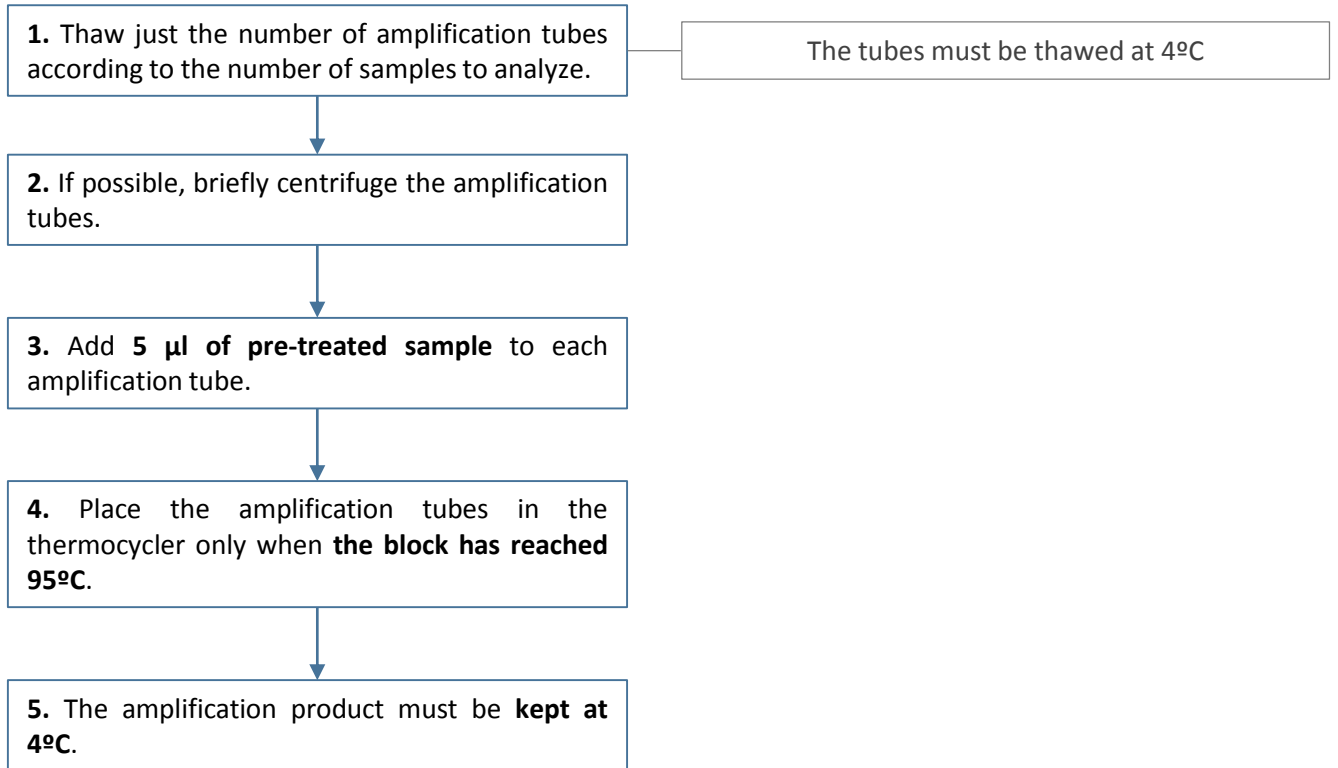 1. Thaw just the number of amplification tubes
according to the number of samples to analyze.
The tubes must be thawed at 4ºC
2. If possible, briefly centrifuge the amplification
tubes.
3. Add 5 µl of pre-treated sample to each
amplification tube.
4. Place the amplification tubes in the
thermocycler only when the block has reached
95ºC.
5. The amplification product must be kept at
4ºC.